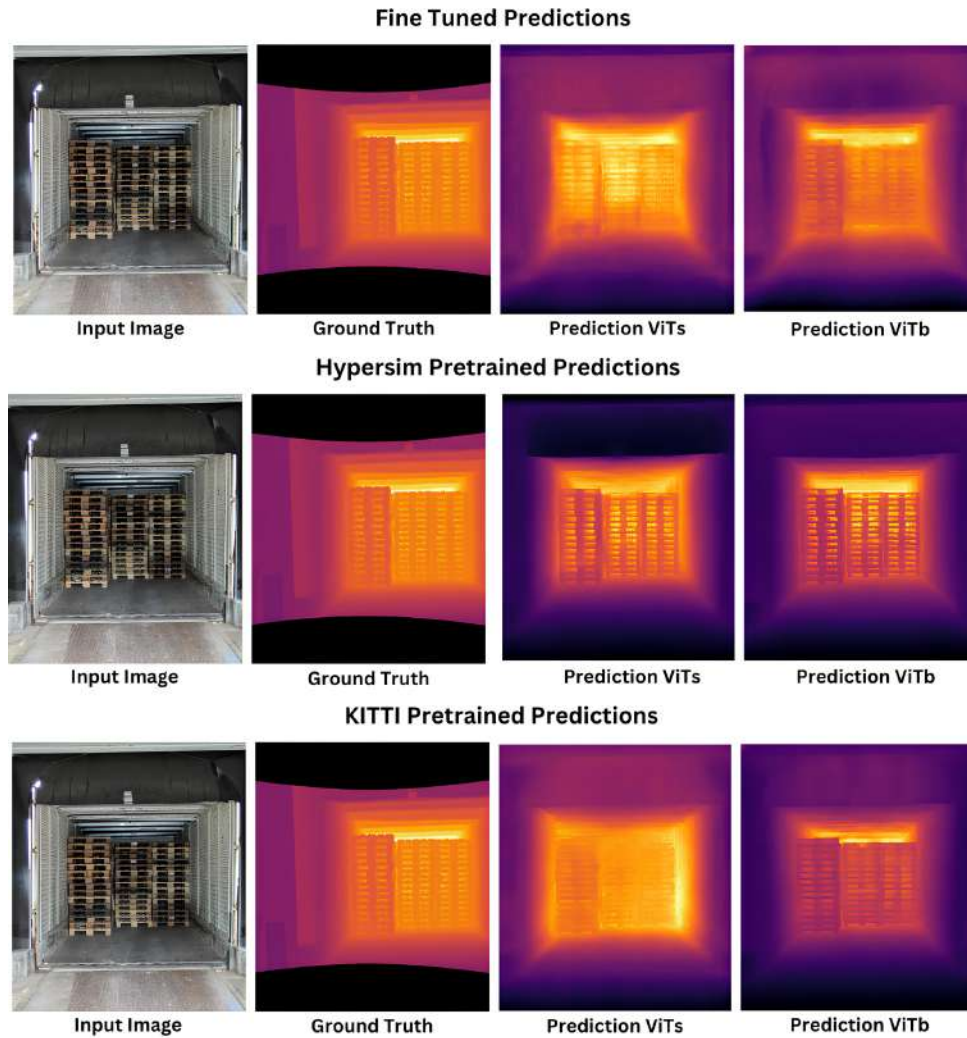 Fine Tuned Predictions
Input Image
Ground Truth
Prediction ViTs
Prediction ViTb
Hypersim Pretrained Predictions
Input Image
Ground Truth
Prediction ViTs
Prediction ViTb
KITTI Pretrained Predictions
Input Image
Ground Truth
Prediction ViTs
Prediction ViTb